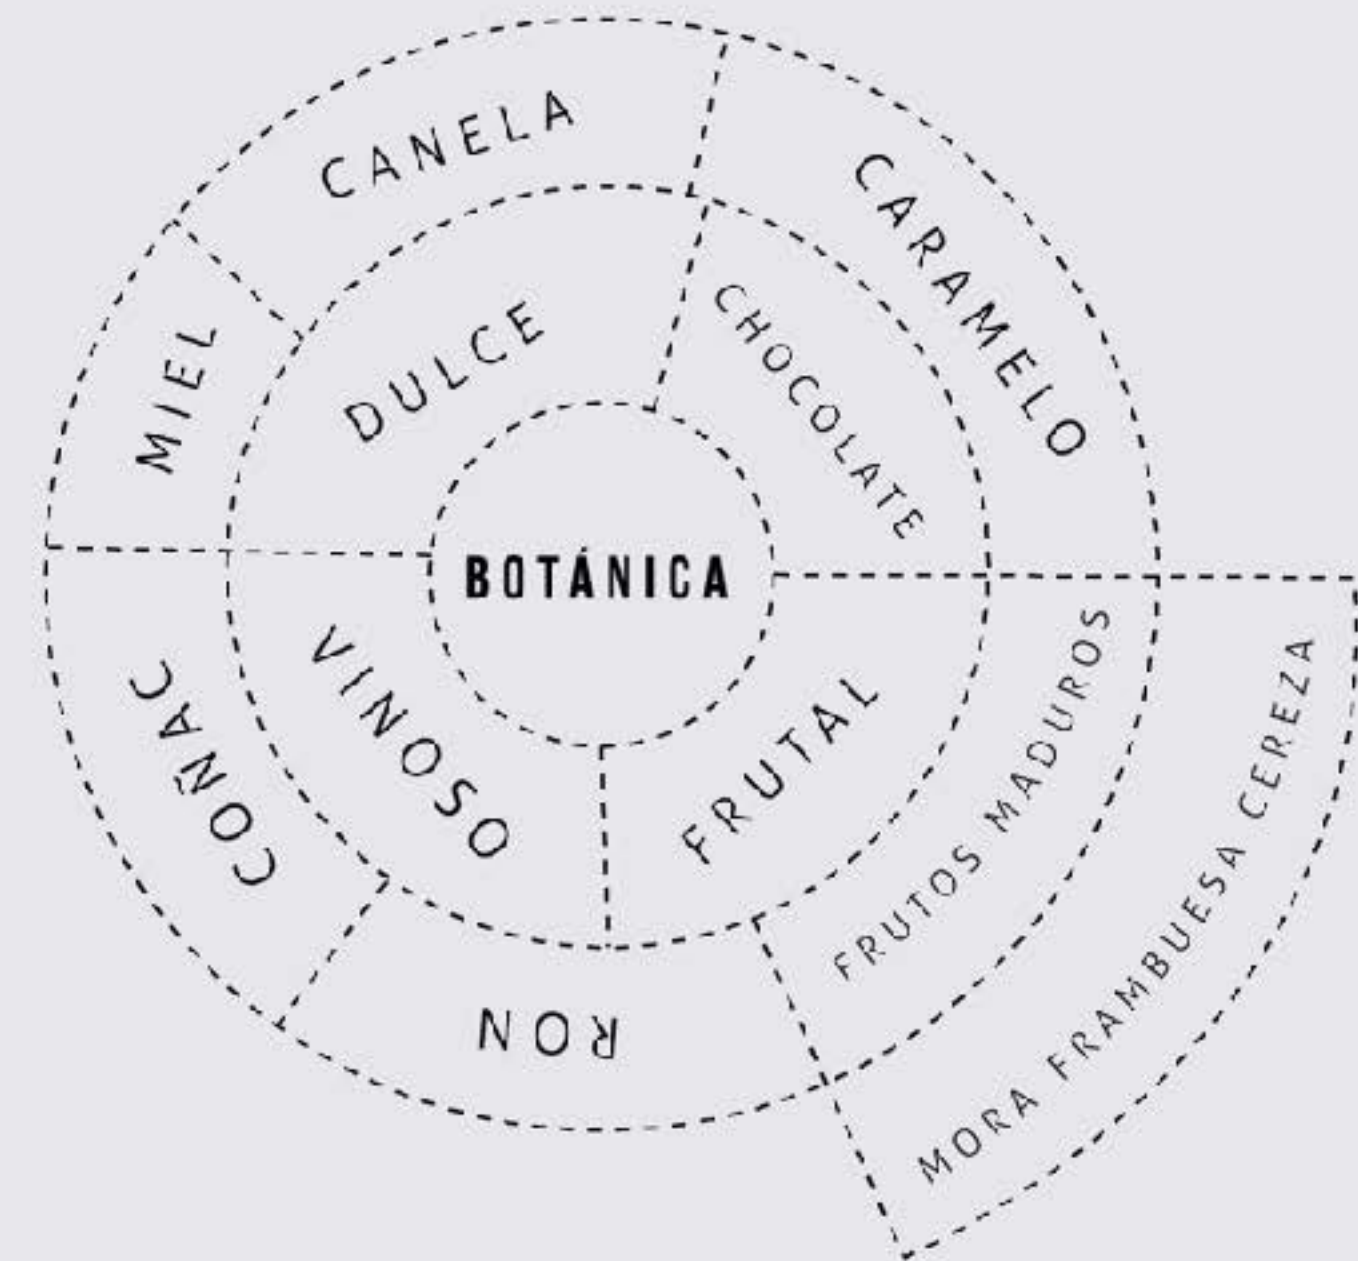 CANELA
CARAMELO
MIEL
DULCE
CHOCOLATE
BOTÁNICA
VINOSO
FRUTAL
COÑAC
RON
FRUTOS MADUROS
MORA FRAMBUESA CEREZA